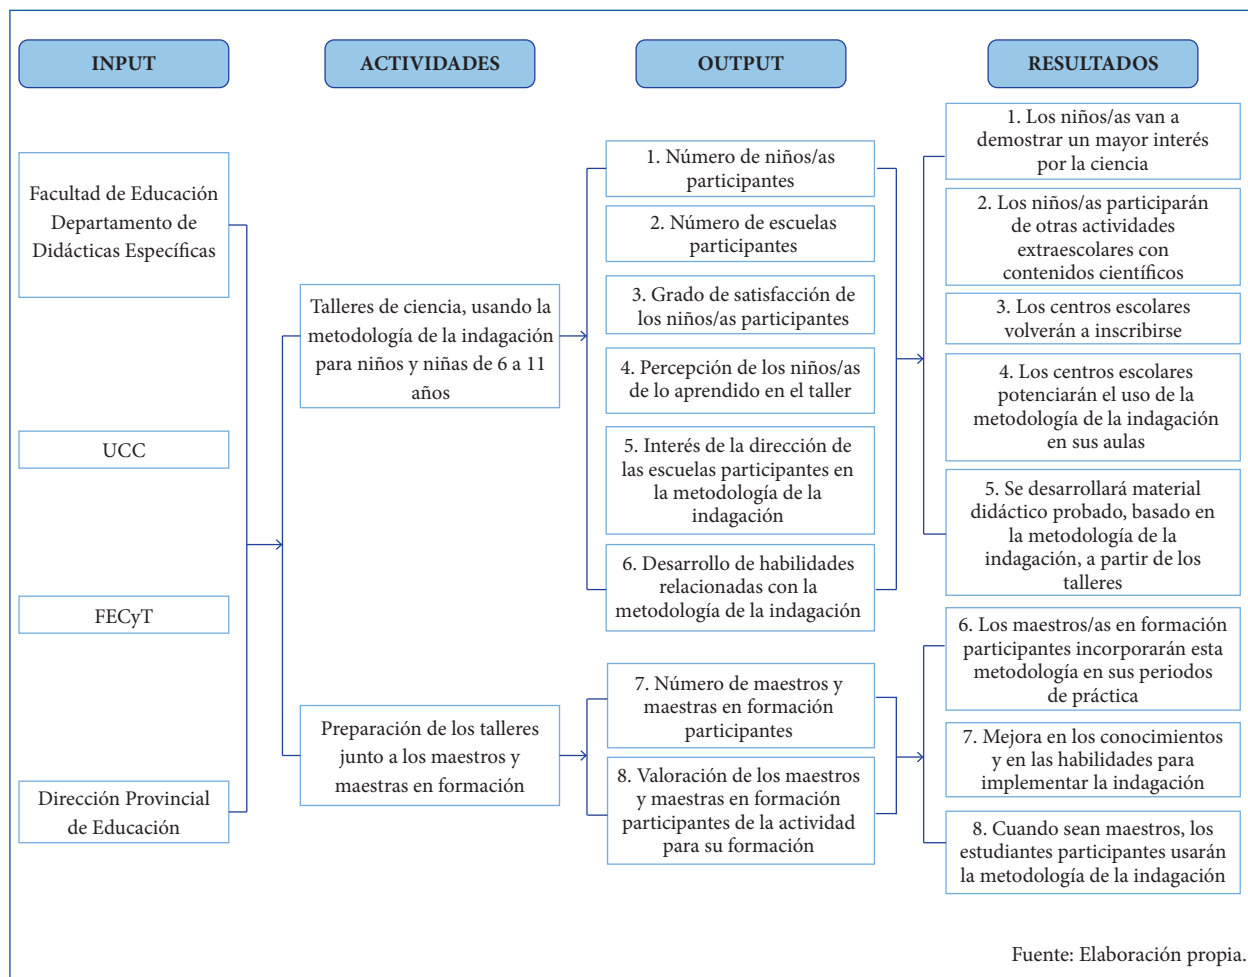 INPUT
ACTIVIDADES
OUTPUT
RESULTADOS
Facultad de Educación
Departamento de
Didácticas Específicas
UCC
FECyT
Dirección Provincial
de Educación
Talleres de ciencia, usando la
metodología de la indagación
para niños y niñas de 6 a 11
años
Preparación de los talleres
junto a los maestros y
maestras en formación
1. Número de niños/as
participantes
2. Número de escuelas
participantes
3. Grado de satisfacción de
los niños/as participantes
4. Percepción de los niños/as
de lo aprendido en el taller
5. Interés de la dirección de
las escuelas participantes en
la metodología de la
indagación
6. Desarrollo de habilidades
relacionadas con la
metodología de la indagación
7. Número de maestros y
maestras en formación
participantes
8. Valoración de los maestros
y maestras en formación
participantes de la actividad
para su formación
1. Los niños/as van a
demostrar un mayor interés
por la ciencia
2. Los niños/as participarán
de otras actividades
extraescolares con
contenidos científicos
3. Los centros escolares
volverán a inscribirse
4. Los centros escolares
potenciarán el uso de la
metodología de la indagación
en sus aulas
5. Se desarrollará material
didáctico probado, basado en
la metodología de la
indagación, a partir de los
talleres
6. Los maestros/as en formación
participantes incorporarán esta
metodología en sus periodos
de práctica
7. Mejora en los conocimientos
y en las habilidades para
implementar la indagación
8. Cuando sean maestros, los
estudiantes participantes usarán
la metodología de la indagación
Fuente: Elaboración propia.